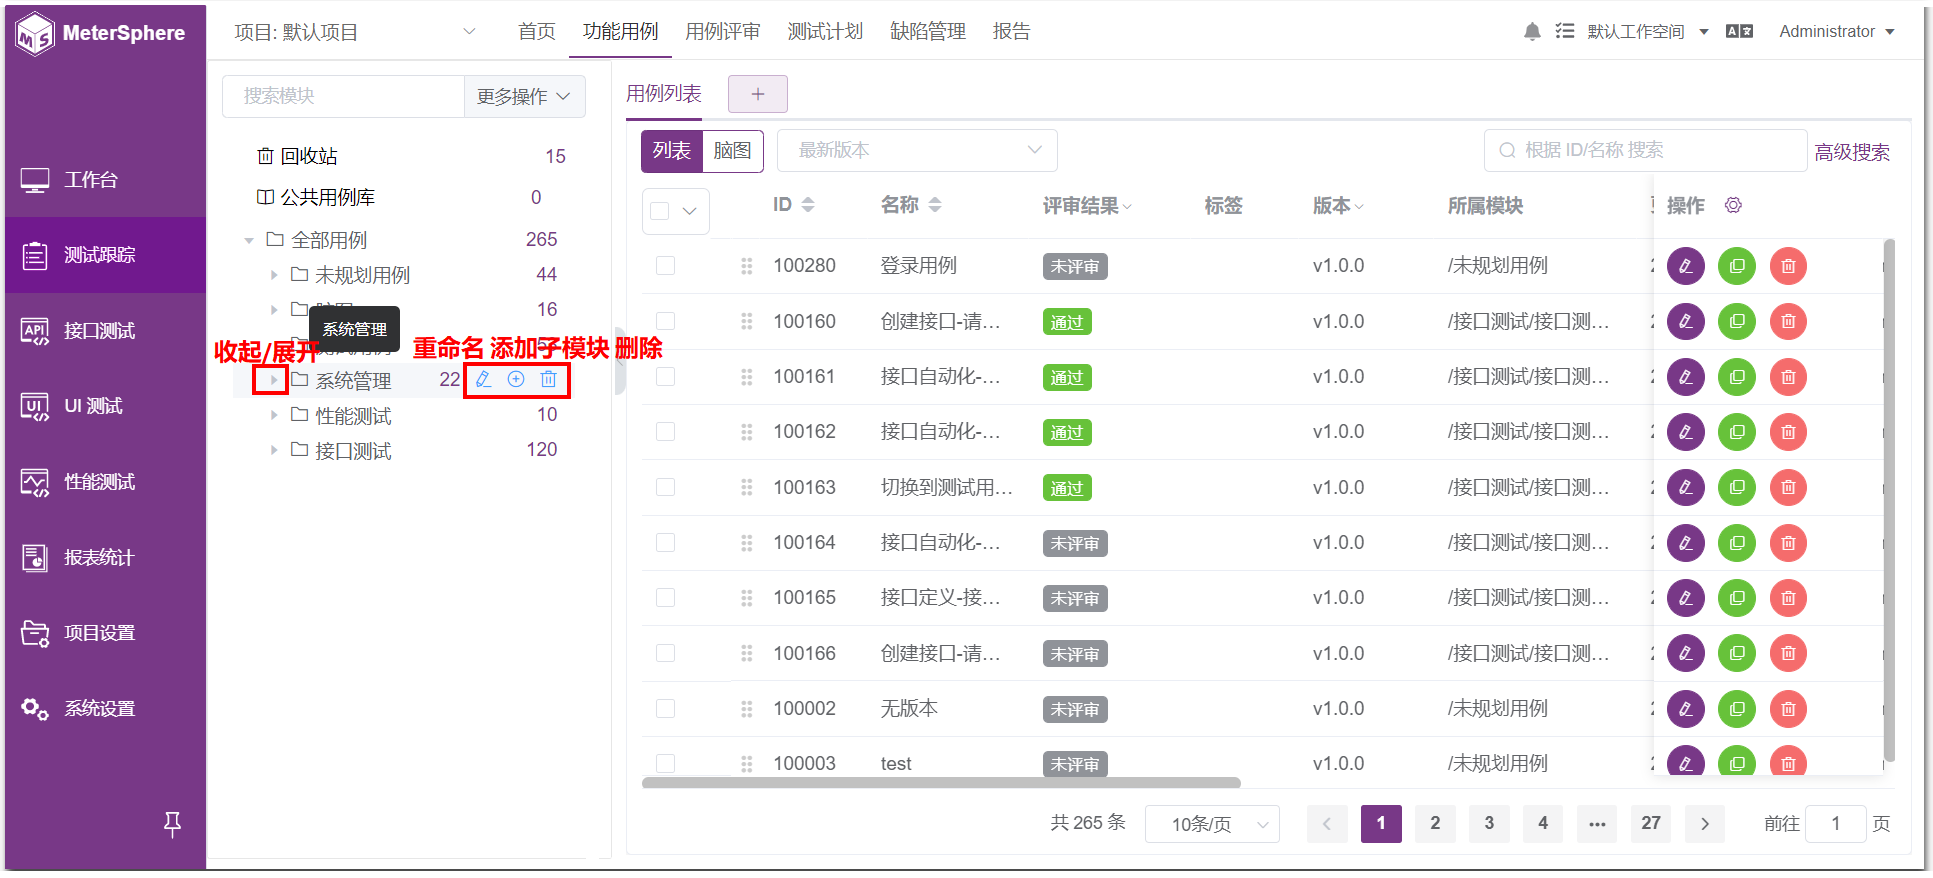 MeterSphere
项目: 默认项目
首页 功能用例 用例评审 测试计划 缺陷管理 报告
默认工作空间
Administrator
工作台
测试跟踪
接口测试
UI 测试
性能测试
报表统计
项目设置
系统设置
搜索模块 更多操作
回收站 15
公共用例库 0
全部用例 265
未规划用例 44
16
系统管理
收起/展开
重命名 添加子模块 删除
系统管理 22
性能测试 10
接口测试 120
用例列表 +
列表 脑图 最新版本 根据 ID/名称 搜索 高级搜索
ID 名称 评审结果 标签 版本 所属模块 操作
100280 登录用例 未评审 v1.0.0 /未规划用例
100160 创建接口-请... 通过 v1.0.0 /接口测试/接口测...
100161 接口自动化-... 通过 v1.0.0 /接口测试/接口测...
100162 接口自动化-... 通过 v1.0.0 /接口测试/接口测...
100163 切换到测试用... 通过 v1.0.0 /接口测试/接口测...
100164 接口自动化-... 未评审 v1.0.0 /接口测试/接口测...
100165 接口定义-接... 未评审 v1.0.0 /接口测试/接口测...
100166 创建接口-请... 未评审 v1.0.0 /接口测试/接口测...
100002 无版本 未评审 v1.0.0 /未规划用例
100003 test 未评审 v1.0.0 /未规划用例
共 265 条 10条/页 1 2 3 4 ... 27 前往 1 页